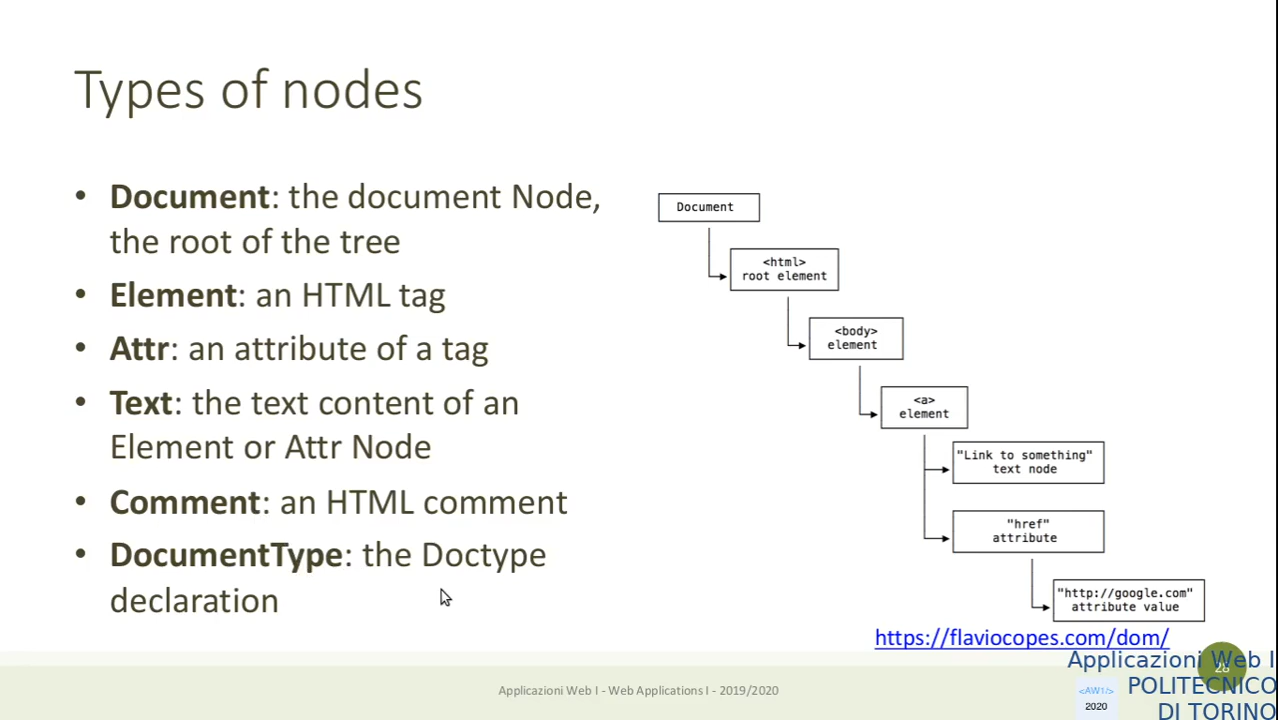 Types of nodes
• Document: the document Node,
the root of the tree
• Element: an HTML tag
• Attr: an attribute of a tag
• Text: the text content of an
Element or Attr Node
• Comment: an HTML comment
• DocumentType: the Doctype
declaration
Document
<html>
root element
<body>
element
<a>
element
"Link to something"
text node
"href"
attribute
"http://google.com"
attribute value
https://flaviocopes.com/dom/
Applicazioni Web I - Web Applications I - 2019/2020
Applicazioni Web I
POLITECNICO
DI TORINO
<AW1/>
2020